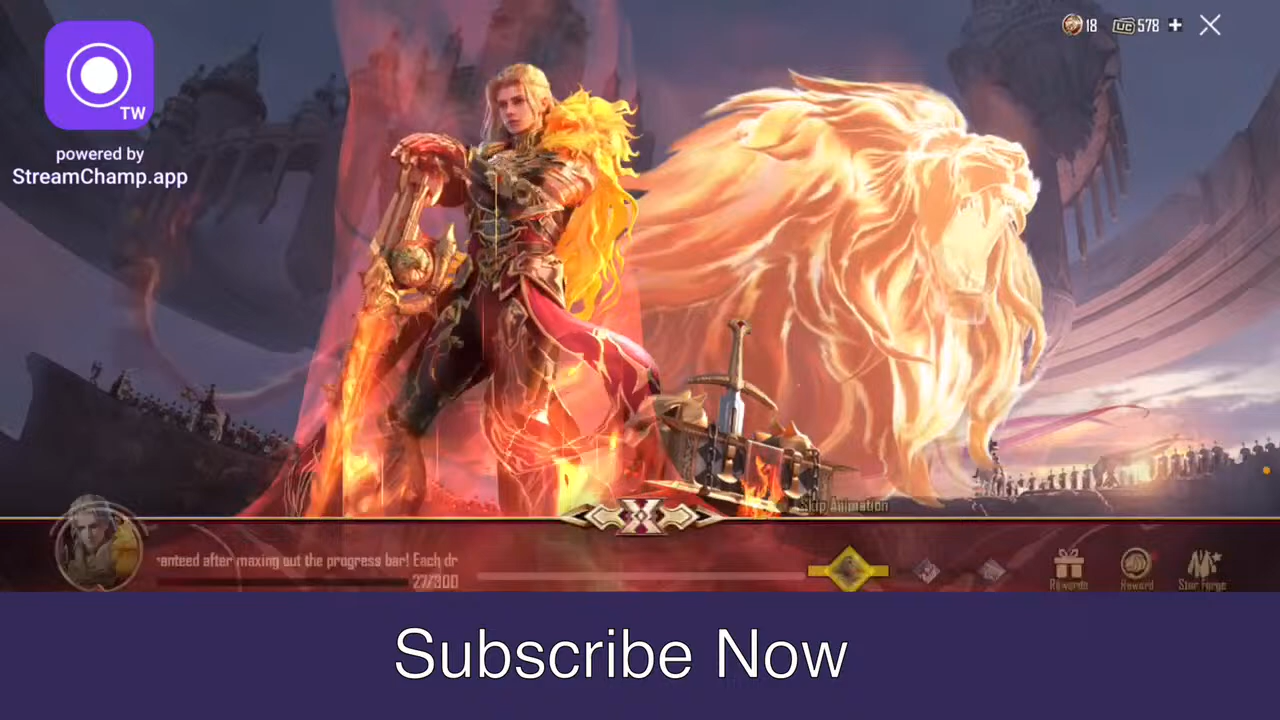 18
UC 578 +
TW
powered by
StreamChamp.app
Skip Animation
anteed after maxing out the progress bar! Each dr
27/300
Rewards
Reward
Star Forge
Subscribe Now